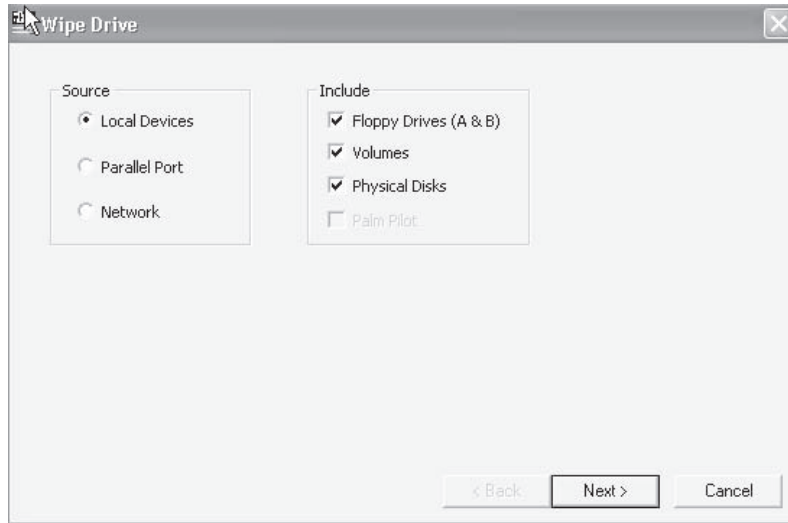 Wipe Drive
Source
Local Devices
Parallel Port
Network
Include
Floppy Drives (A & B)
Volumes
Physical Disks
Palm Pilot
< Back
Next >
Cancel